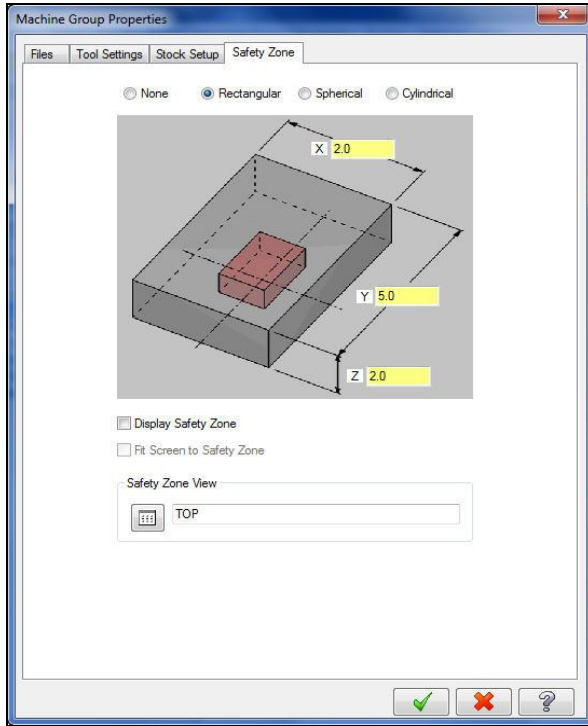 Machine Group Properties
Files Tool Settings Stock Setup Safety Zone
None Rectangular Spherical Cylindrical
X 2.0
Y 5.0
Z 2.0
Display Safety Zone
Fit Screen to Safety Zone
Safety Zone View
TOP